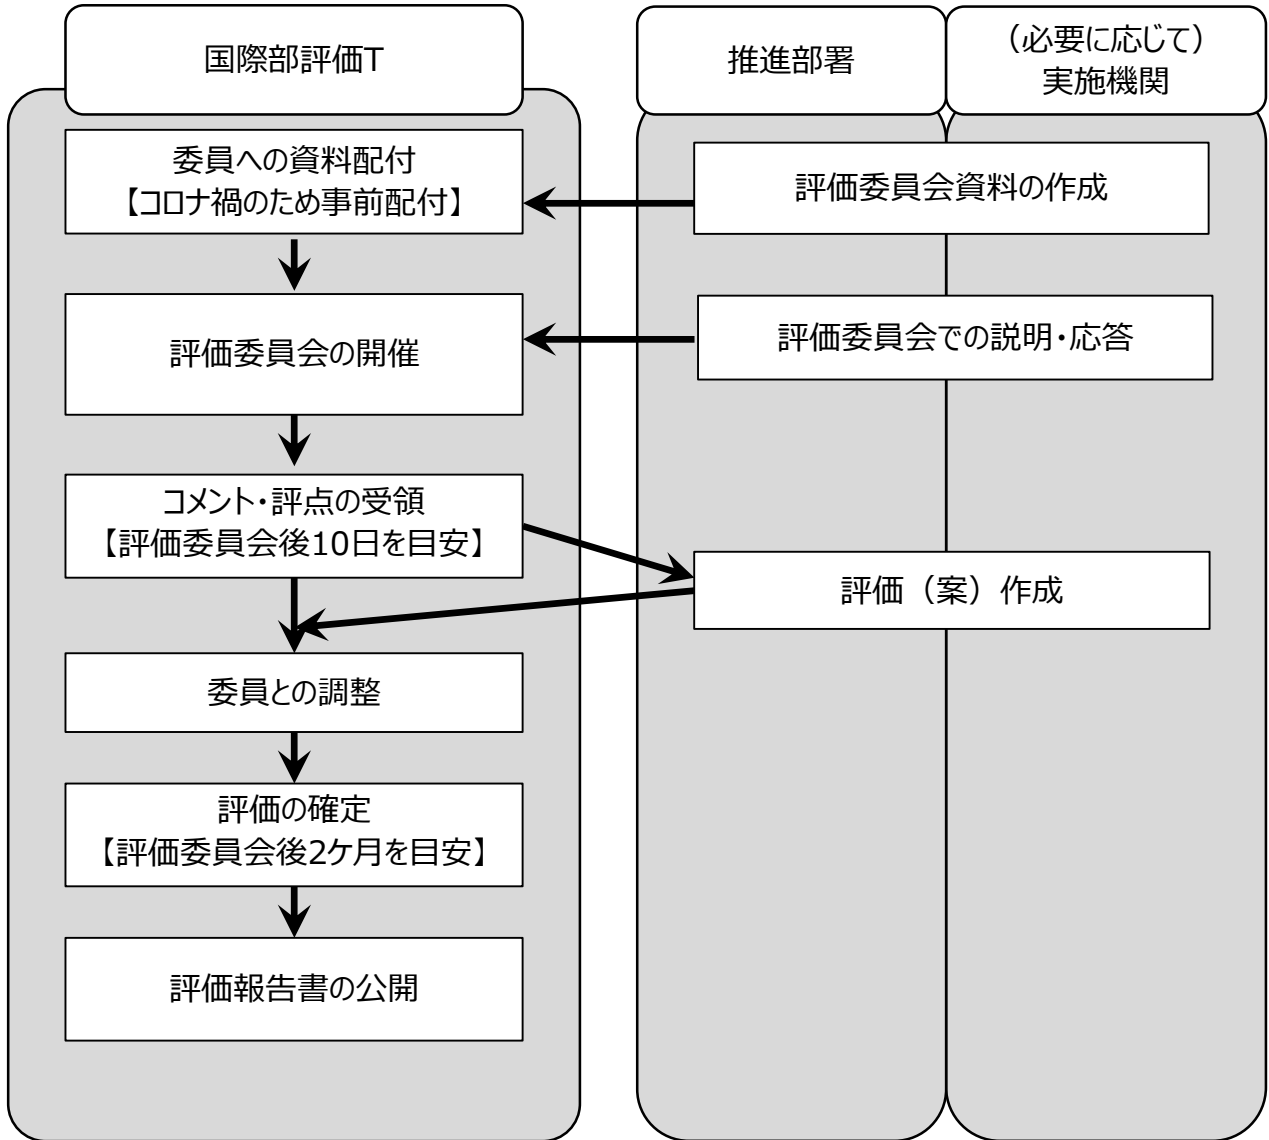 国際部評価T
推進部署
（必要に応じて）
実施機関
委員への資料配付
【コロナ禍のため事前配付】
評価委員会資料の作成
評価委員会の開催
評価委員会での説明・応答
コメント・評点の受領
【評価委員会後10日を目安】
評価（案）作成
委員との調整
評価の確定
【評価委員会後2ケ月を目安】
評価報告書の公開